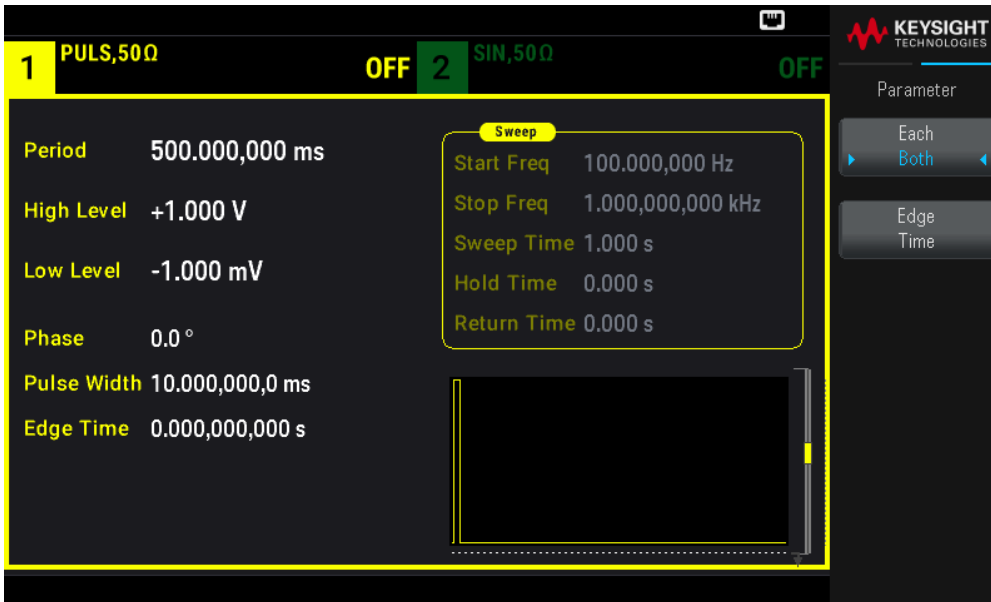 KEYSIGHT
TECHNOLOGIES
1 PULS,50Ω OFF
2 SIN,50Ω OFF
Parameter
Each
Both
Edge
Time
Period 500.000,000 ms
High Level +1.000 V
Low Level -1.000 mV
Phase 0.0 °
Pulse Width 10.000,000,0 ms
Edge Time 0.000,000,000 s
Sweep
Start Freq 100.000,000 Hz
Stop Freq 1.000,000,000 kHz
Sweep Time 1.000 s
Hold Time 0.000 s
Return Time 0.000 s